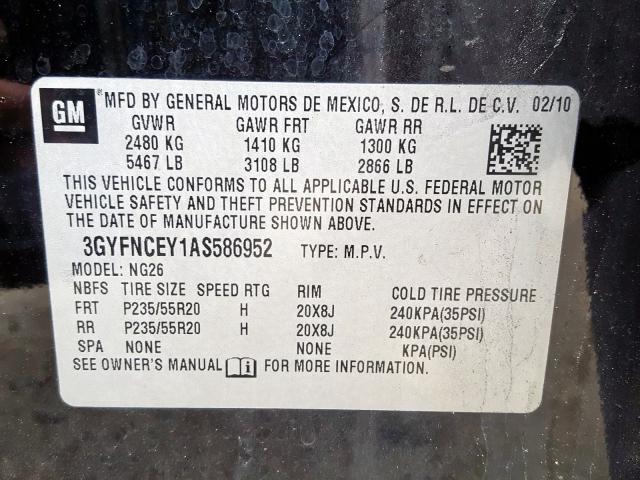 GM ® MFD BY GENERAL MOTORS DE MEXICO, S. DE R.L. DE C.V. 02/10
GVWR GAWR FRT GAWR RR
2480 KG 1410 KG 1300 KG
5467 LB 3108 LB 2866 LB
THIS VEHICLE CONFORMS TO ALL APPLICABLE U.S. FEDERAL MOTOR
VEHICLE SAFETY AND THEFT PREVENTION STANDARDS IN EFFECT ON
THE DATE OF MANUFACTURE SHOWN ABOVE.
3GYFNCEY1AS586952 TYPE: M.P.V.
MODEL: NG26
NBFS TIRE SIZE SPEED RTG RIM COLD TIRE PRESSURE
FRT P235/55R20 H 20X8J 240KPA(35PSI)
RR P235/55R20 H 20X8J 240KPA(35PSI)
SPA NONE NONE KPA(PSI)
SEE OWNER'S MANUAL FOR MORE INFORMATION.